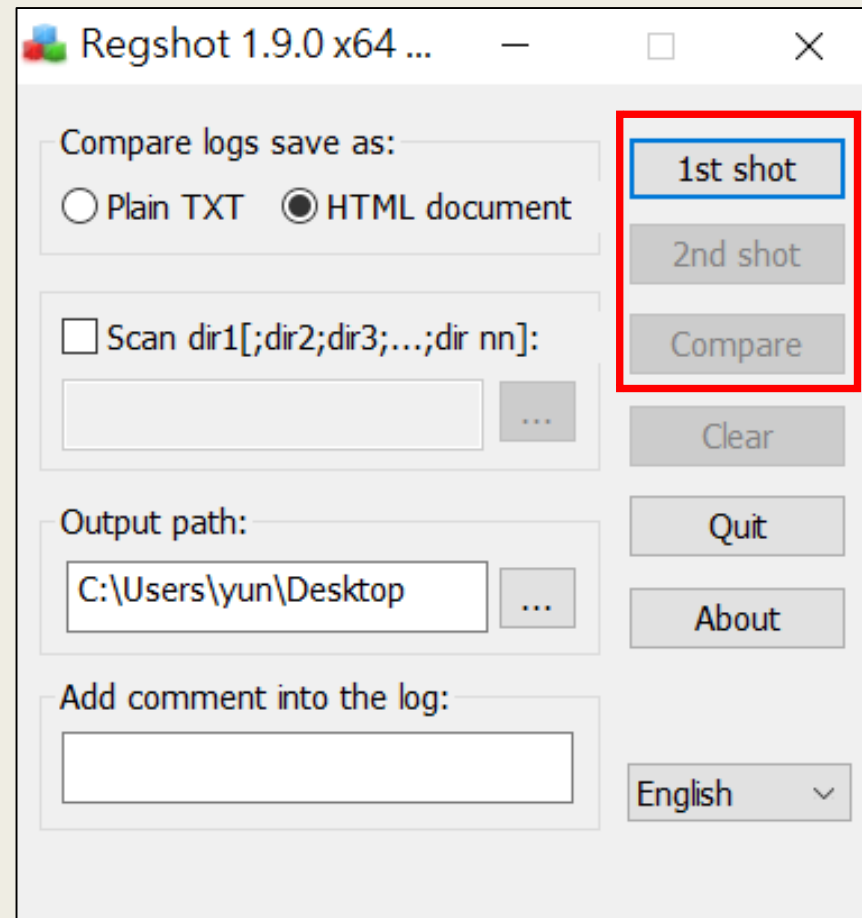 Regshot 1.9.0 x64 ...
Compare logs save as:
Plain TXT HTML document
1st shot
2nd shot
Compare
Clear
Quit
About
Scan dir1[;dir2;dir3;...;dir nn]:
...
Output path:
C:\Users\yun\Desktop
...
Add comment into the log:
English